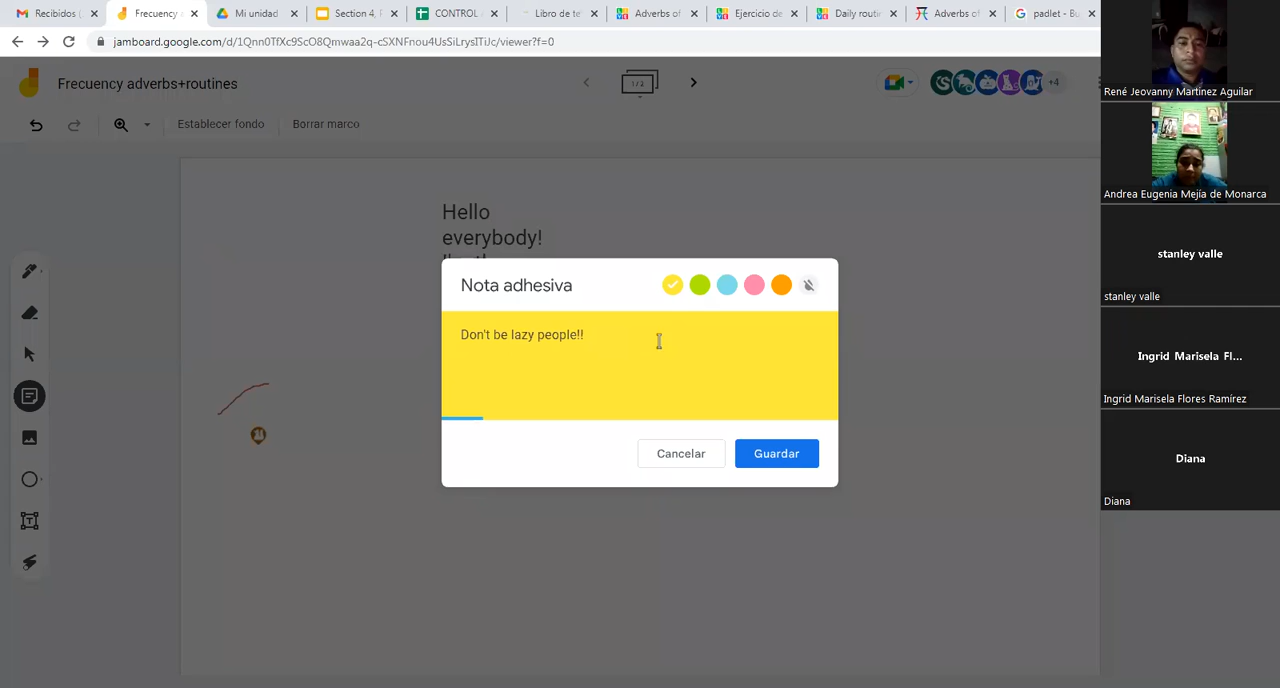 Recibidos
Frecuency
Mi unidad
Section 4,
CONTROL
Libro de te
Adverbs of
Ejercicio de
Daily routin
Adverbs of
padlet - Bu
jamboard.google.com/d/1Qnn0TfXc9ScO8Qmwaa2q-cSXNFnou4UsSiLrysITiJc/viewer?f=0
Frecuency adverbs+routines
1/2
+4
Establecer fondo
Borrar marco
Hello
everybody!
Nota adhesiva
Don't be lazy people!!
Cancelar
Guardar
René Jeovanny Martinez Aguilar
Andrea Eugenia Mejía de Monarca
stanley valle
stanley valle
Ingrid Marisela Fl...
Ingrid Marisela Flores Ramírez
Diana
Diana